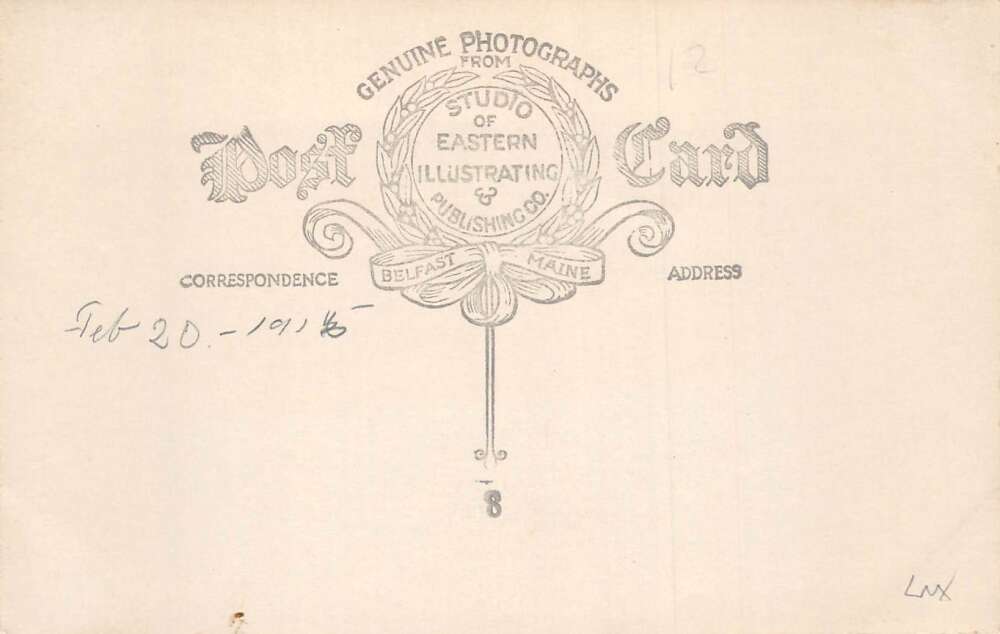 GENUINE PHOTOGRAPHS
FROM
STUDIO
OF
EASTERN
ILLUSTRATING
&
PUBLISHING CO.
BELFAST MAINE
Post Card
CORRESPONDENCE
ADDRESS
Feb 20. - 191
8
12
LNX